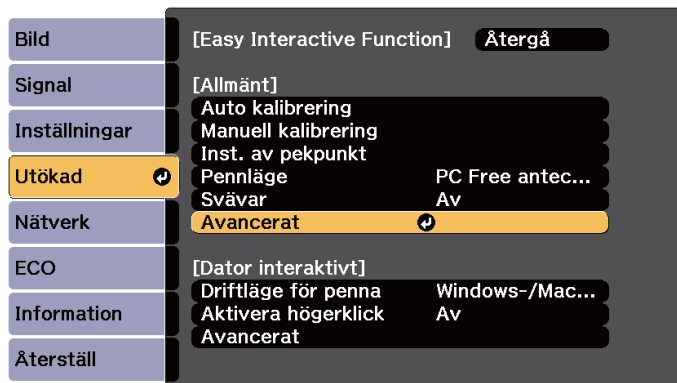 Bild
Signal
Inställningar
Utökad
Nätverk
ECO
Information
Återställ
[Easy Interactive Function] Återgå
[Allmänt]
Auto kalibrering
Manuell kalibrering
Inst. av pekpunkt
Pennläge PC Free antec...
Svävar Av
Avancerat
[Dator interaktivt]
Driftläge för penna Windows-/Mac...
Aktivera högerklick Av
Avancerat